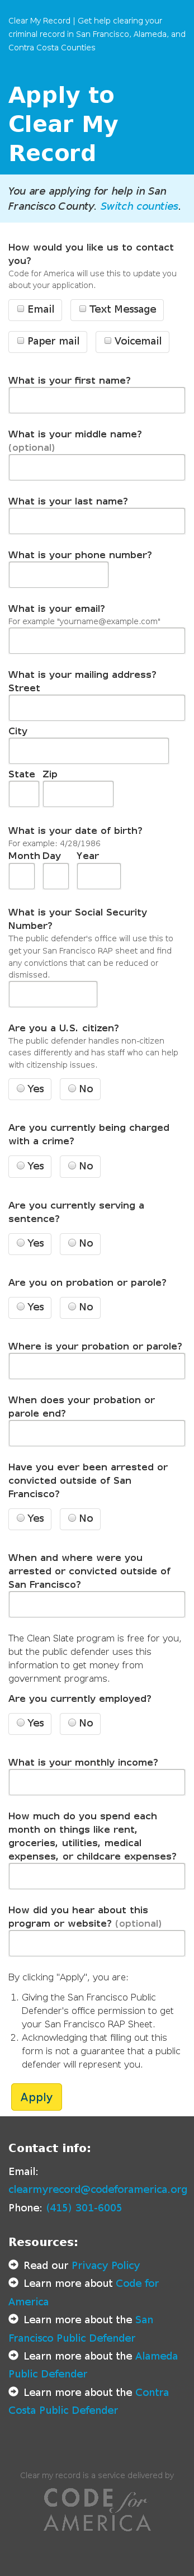 Clear My Record | Get help clearing your
criminal record in San Francisco, Alameda, and
Contra Costa Counties
Apply to
Clear My
Record
You are applying for help in San
Francisco County. Switch counties.
How would you like us to contact
you?
Code for America will use this to update you
about your application.
Email
Text Message
Paper mail
Voicemail
What is your first name?
What is your middle name?
(optional)
What is your last name?
What is your phone number?
What is your email?
For example "yourname@example.com"
What is your mailing address?
Street
City
State Zip
What is your date of birth?
For example: 4/28/1986
Month Day Year
What is your Social Security
Number?
The public defender's office will use this to
get your San Francisco RAP sheet and find
any convictions that can be reduced or
dismissed.
Are you a U.S. citizen?
The public defender handles non-citizen
cases differently and has staff who can help
with citizenship issues.
Yes No
Are you currently being charged
with a crime?
Yes No
Are you currently serving a
sentence?
Yes No
Are you on probation or parole?
Yes No
Where is your probation or parole?
When does your probation or
parole end?
Have you ever been arrested or
convicted outside of San
Francisco?
Yes No
When and where were you
arrested or convicted outside of
San Francisco?
The Clean Slate program is free for you,
but the public defender uses this
information to get money from
government programs.
Are you currently employed?
Yes No
What is your monthly income?
How much do you spend each
month on things like rent,
groceries, utilities, medical
expenses, or childcare expenses?
How did you hear about this
program or website? (optional)
By clicking "Apply", you are:
1. Giving the San Francisco Public
Defender's office permission to get
your San Francisco RAP Sheet.
2. Acknowledging that filling out this
form is not a guarantee that a public
defender will represent you.
Apply
Contact info:
Email:
clearmyrecord@codeforamerica.org
Phone: (415) 301-6005
Resources:
Read our Privacy Policy
Learn more about Code for
America
Learn more about the San
Francisco Public Defender
Learn more about the Alameda
Public Defender
Learn more about the Contra
Costa Public Defender
Clear my record is a service delivered by
CODE for
AMERICA